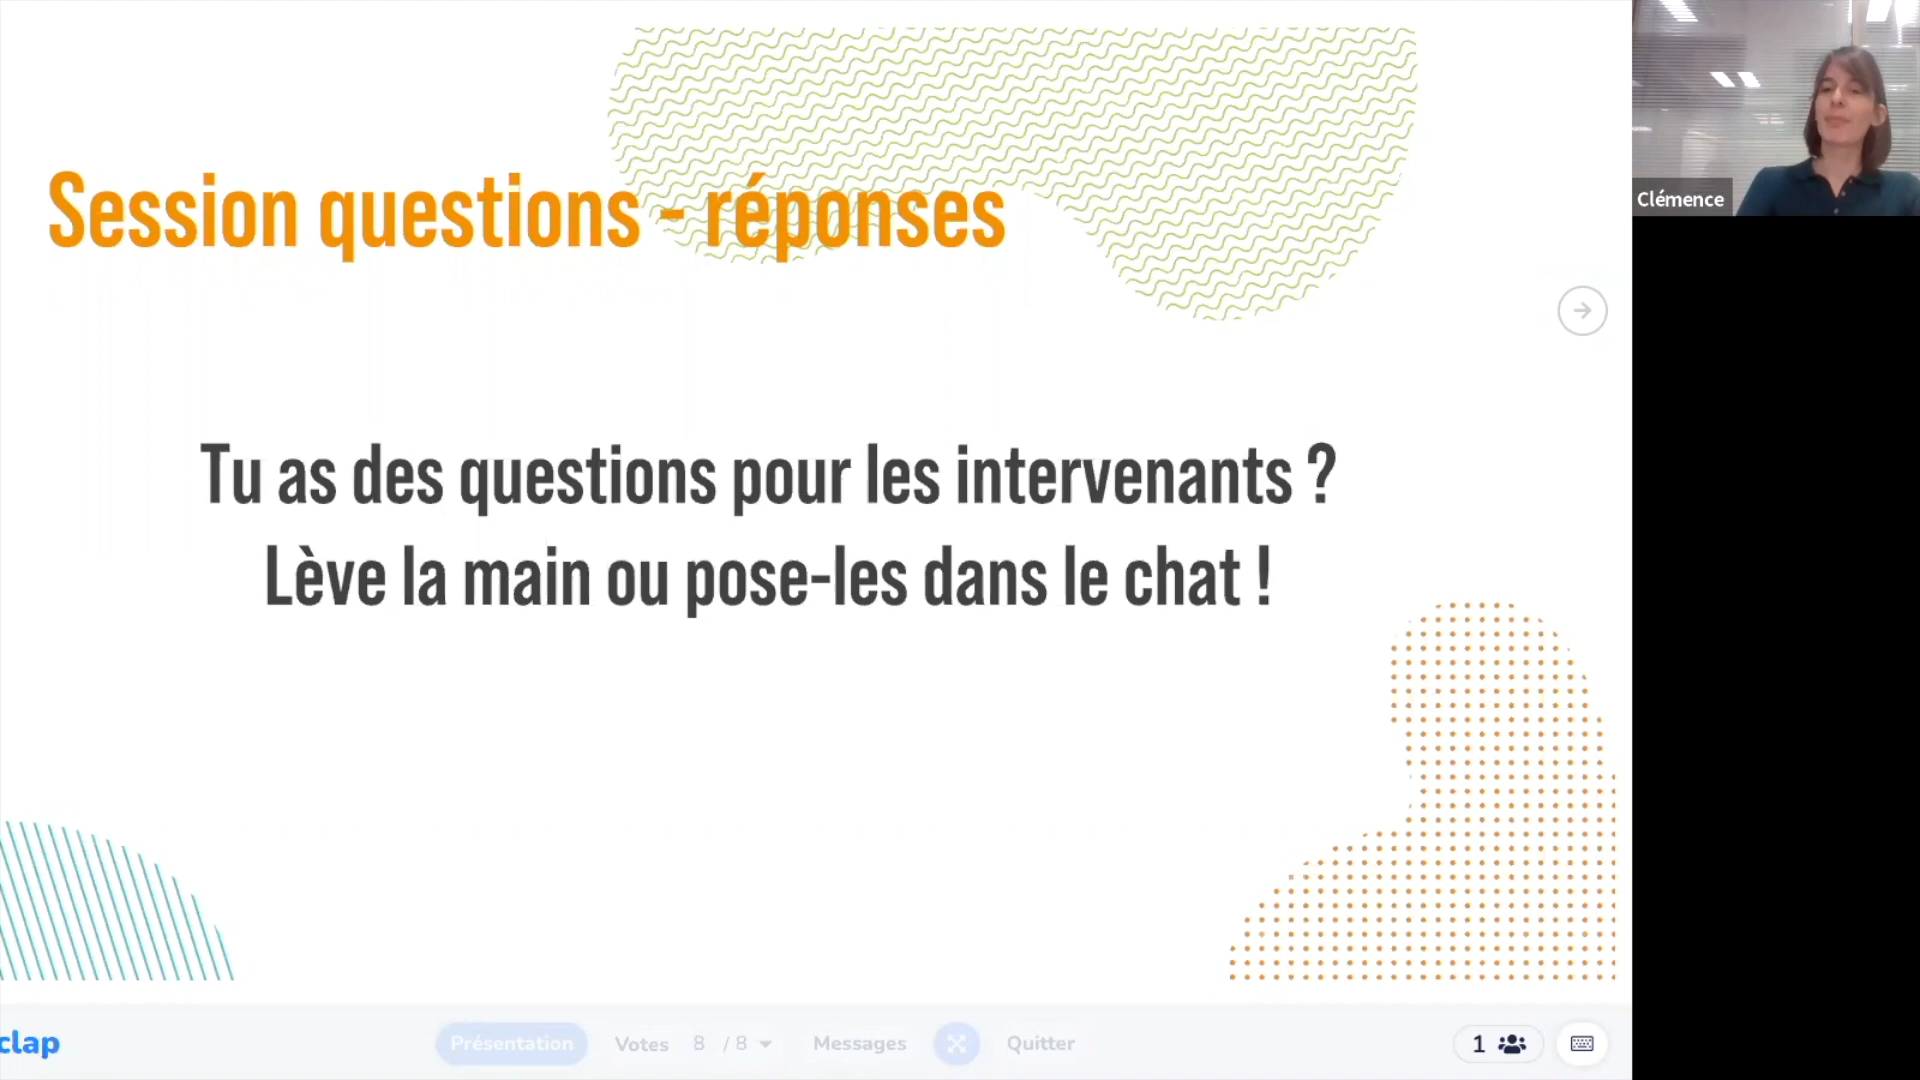 Session questions - réponses
Clémence
Tu as des questions pour les intervenants ?
Lève la main ou pose-les dans le chat !
clap
Présentation
Votes 8 / 8
Messages
Quitter
1